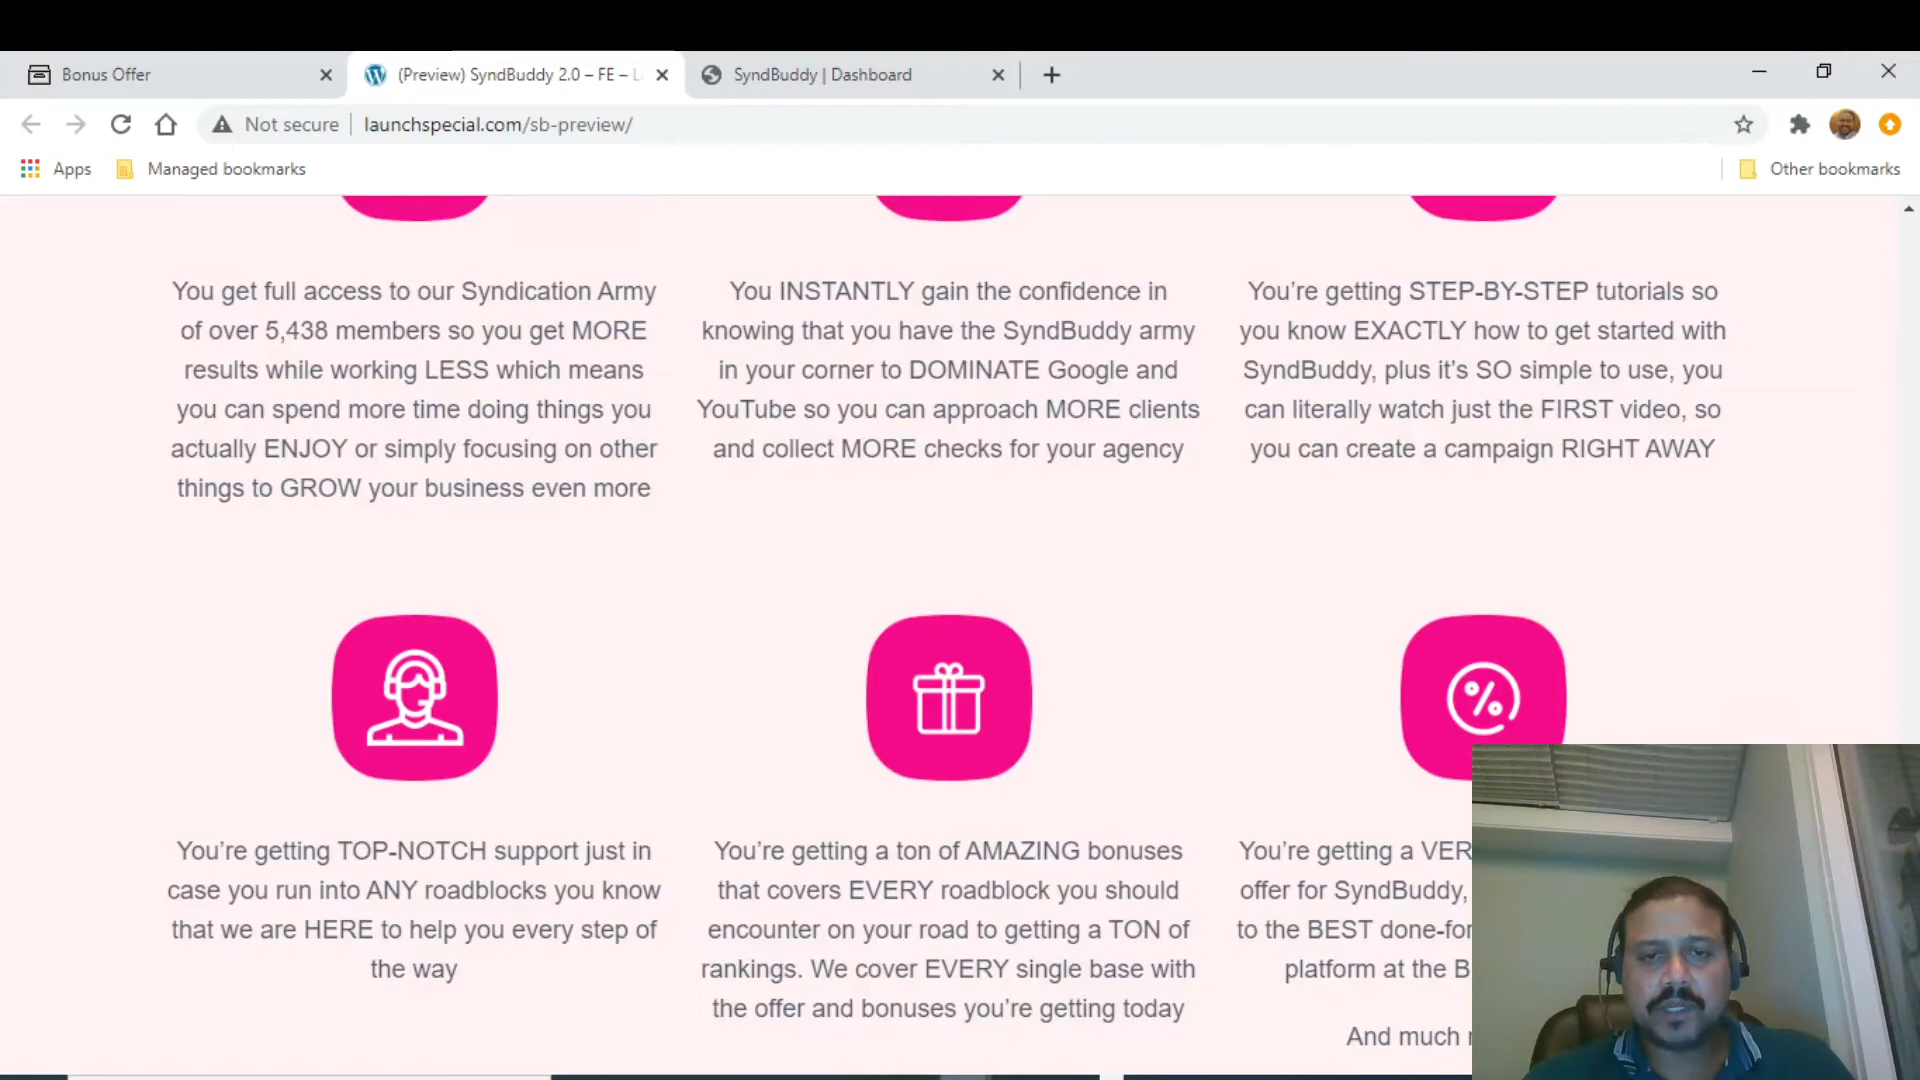 Bonus Offer
(Preview) SyndBuddy 2.0 – FE – L
SyndBuddy | Dashboard
Not secure
launchspecial.com/sb-preview/
Apps
Managed bookmarks
Other bookmarks
You get full access to our Syndication Army
of over 5,438 members so you get MORE
results while working LESS which means
you can spend more time doing things you
actually ENJOY or simply focusing on other
things to GROW your business even more
You INSTANTLY gain the confidence in
knowing that you have the SyndBuddy army
in your corner to DOMINATE Google and
YouTube so you can approach MORE clients
and collect MORE checks for your agency
You’re getting STEP-BY-STEP tutorials so
you know EXACTLY how to get started with
SyndBuddy, plus it’s SO simple to use, you
can literally watch just the FIRST video, so
you can create a campaign RIGHT AWAY
%
You’re getting TOP-NOTCH support just in
case you run into ANY roadblocks you know
that we are HERE to help you every step of
the way
You’re getting a ton of AMAZING bonuses
that covers EVERY roadblock you should
encounter on your road to getting a TON of
rankings. We cover EVERY single base with
the offer and bonuses you’re getting today
You’re getting a VER
offer for SyndBuddy,
to the BEST done-for
platform at the B
And much